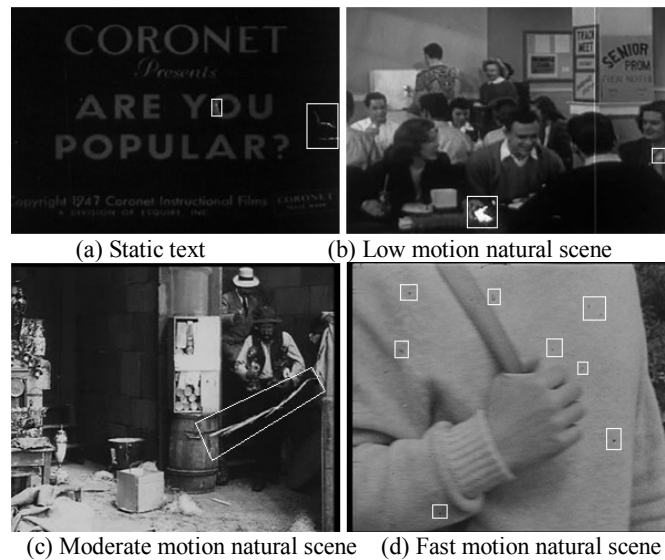 CORONET
Presents
ARE YOU
POPULAR?
Copyright 1947 Coronet Instructional Films
A DIVISION OF ESQUIRE, INC.
CORONET
TRACK
MEET
SENIOR
PROM
(a) Static text
(b) Low motion natural scene
(c) Moderate motion natural scene
(d) Fast motion natural scene